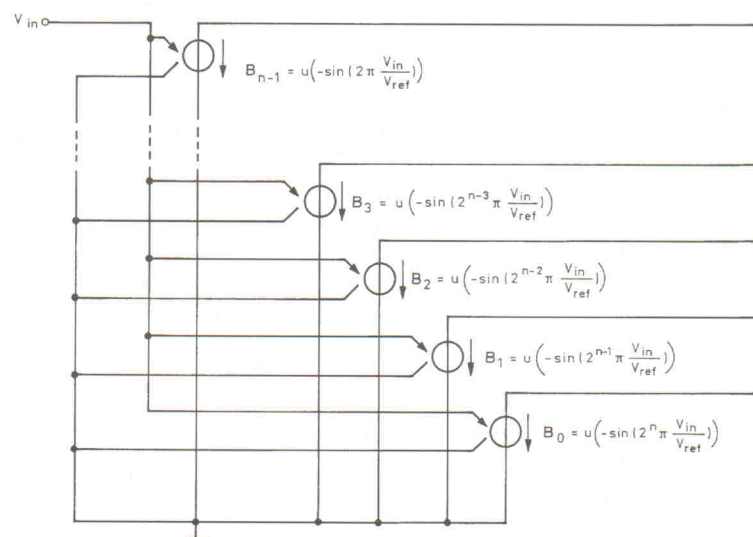 V in
B n-1 = u(-sin (2π V in / V ref))
B 3 = u(-sin (2^n-3 π V in / V ref))
B 2 = u(-sin (2^n-2 π V in / V ref))
B 1 = u(-sin (2^n-1 π V in / V ref))
B 0 = u(-sin (2^n π V in / V ref))